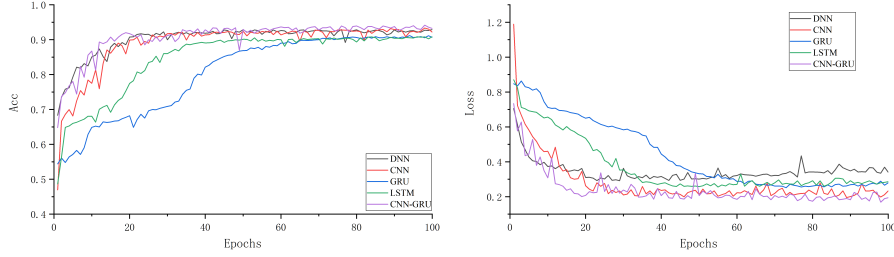 1.0
0.9
0.8
0.7
0.6
0.5
0.4
Acc
0
20
40
60
80
100
Epochs
DNN
CNN
GRU
LSTM
CNN-GRU
1.2
1.0
0.8
0.6
0.4
0.2
Loss
0
20
40
60
80
100
Epochs
DNN
CNN
GRU
LSTM
CNN-GRU